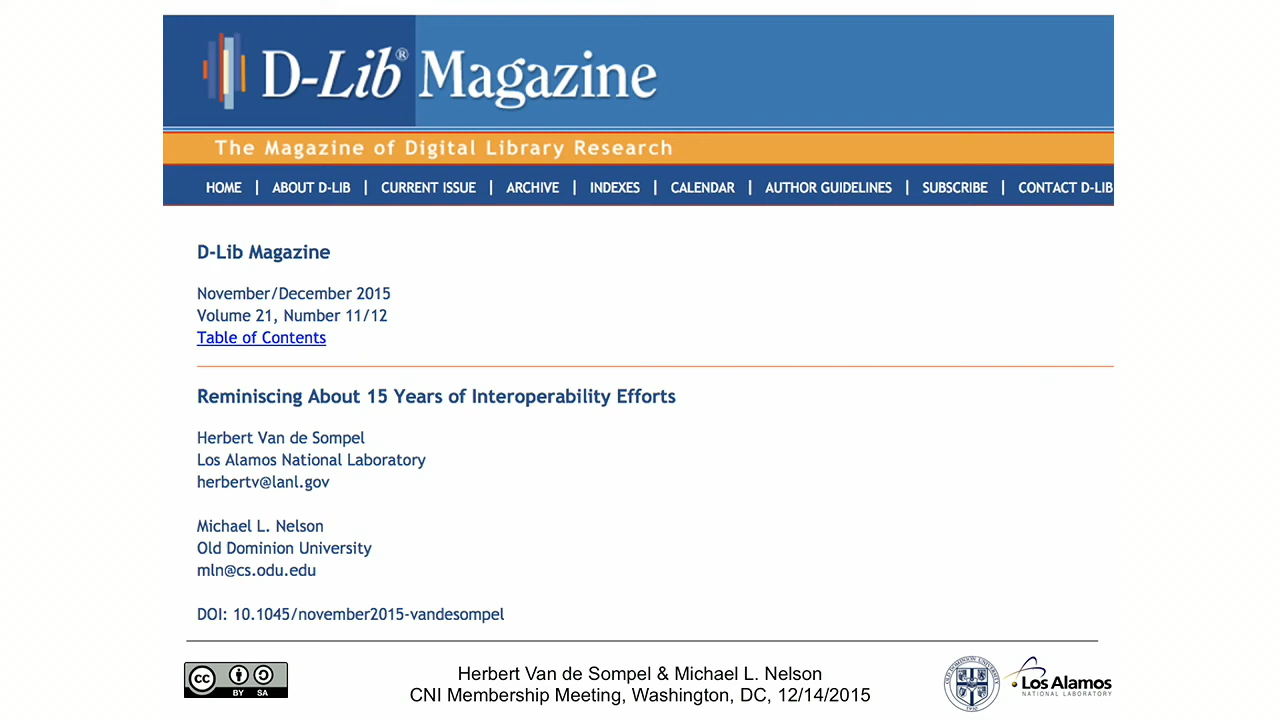 D-Lib® Magazine
The Magazine of Digital Library Research
HOME | ABOUT D-LIB | CURRENT ISSUE | ARCHIVE | INDEXES | CALENDAR | AUTHOR GUIDELINES | SUBSCRIBE | CONTACT D-LIB
D-Lib Magazine
November/December 2015
Volume 21, Number 11/12
Table of Contents
Reminiscing About 15 Years of Interoperability Efforts
Herbert Van de Sompel
Los Alamos National Laboratory
herbertv@lanl.gov
Michael L. Nelson
Old Dominion University
mln@cs.odu.edu
DOI: 10.1045/november2015-vandesompel
cc BY SA
Herbert Van de Sompel & Michael L. Nelson
CNI Membership Meeting, Washington, DC, 12/14/2015
OLD DOMINION UNIVERSITY
Los Alamos
NATIONAL LABORATORY